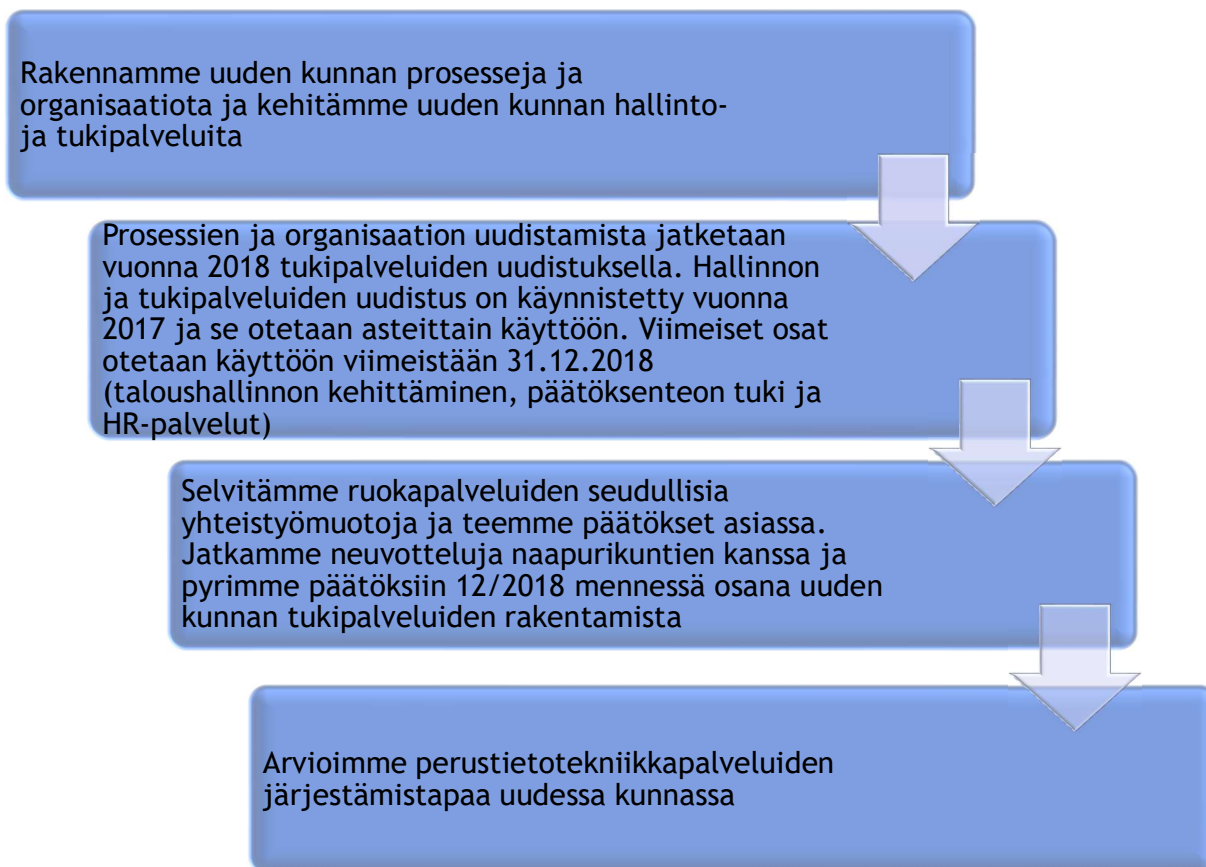 Rakennamme uuden kunnan prosesseja ja
organisaatiota ja kehitämme uuden kunnan hallinto-
ja tukipalveluita
Prosessien ja organisaation uudistamista jatketaan
vuonna 2018 tukipalveluiden uudistuksella. Hallinnon
ja tukipalveluiden uudistus on käynnistetty vuonna
2017 ja se otetaan asteittain käyttöön. Viimeiset osat
otetaan käyttöön viimeistään 31.12.2018
(taloushallinnon kehittäminen, päätöksenteon tuki ja
HR-palvelut)
Selvitämme ruokapalveluiden seudullisia
yhteistyömuotoja ja teemme päätökset asiassa.
Jatkamme neuvotteluja naapurikuntien kanssa ja
pyrimme päätöksiin 12/2018 mennessä osana uuden
kunnan tukipalveluiden rakentamista
Arvioimme perustietotekniikkapalveluiden
järjestämistapaa uudessa kunnassa